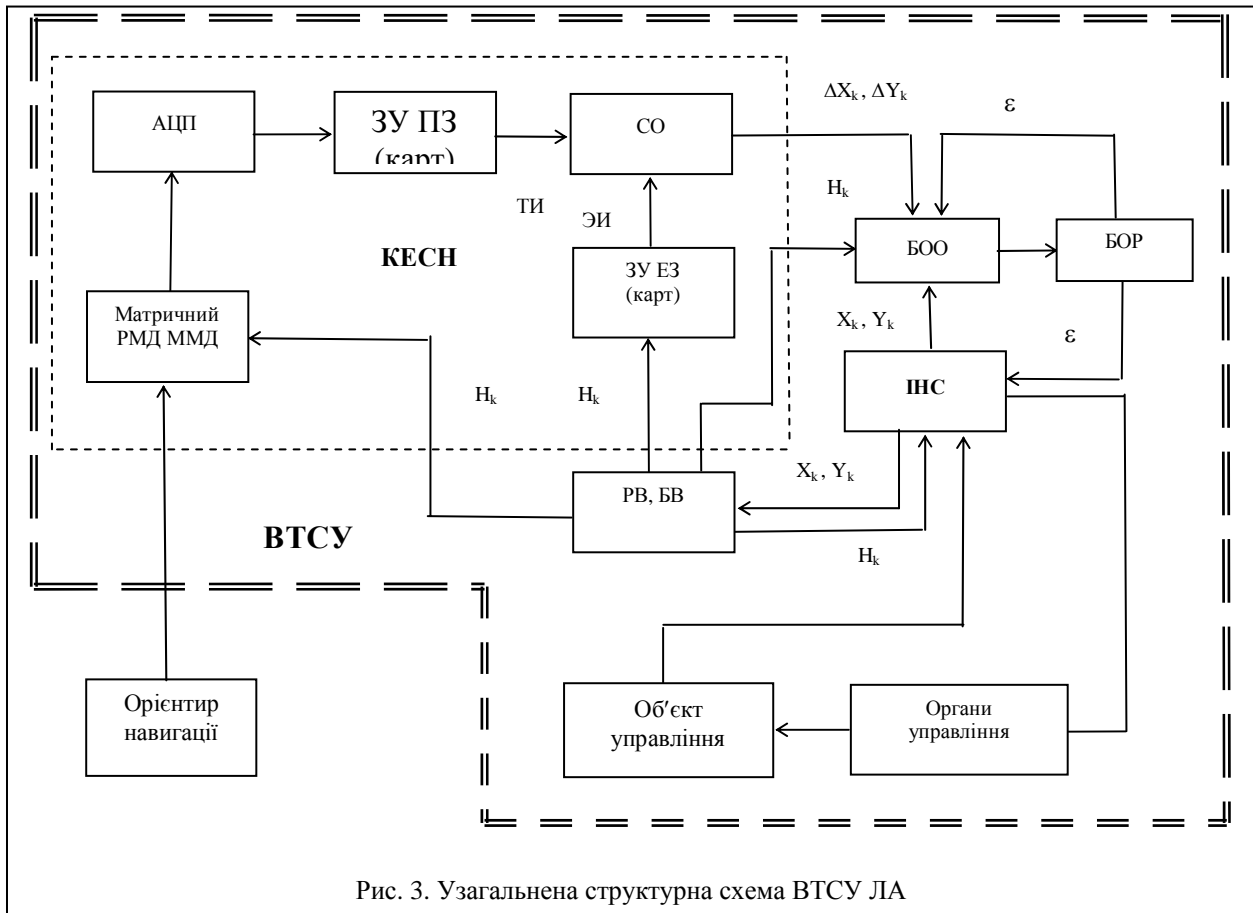 ΔXk, ΔYk
ε
АЦП
ЗУ ПЗ
(карт)
СО
Hk
ТИ
ЭИ
БОО
БОР
КЕСН
ЗУ ЕЗ
(карт)
Матричний
РМД ММД
Xk, Yk
ε
ІНС
Hk
Hk
Xk, Yk
РВ, БВ
ВТСУ
Hk
Орієнтир
навигації
Об′єкт
управління
Органи
управління
Рис. 3. Узагальнена структурна схема ВТСУ ЛА